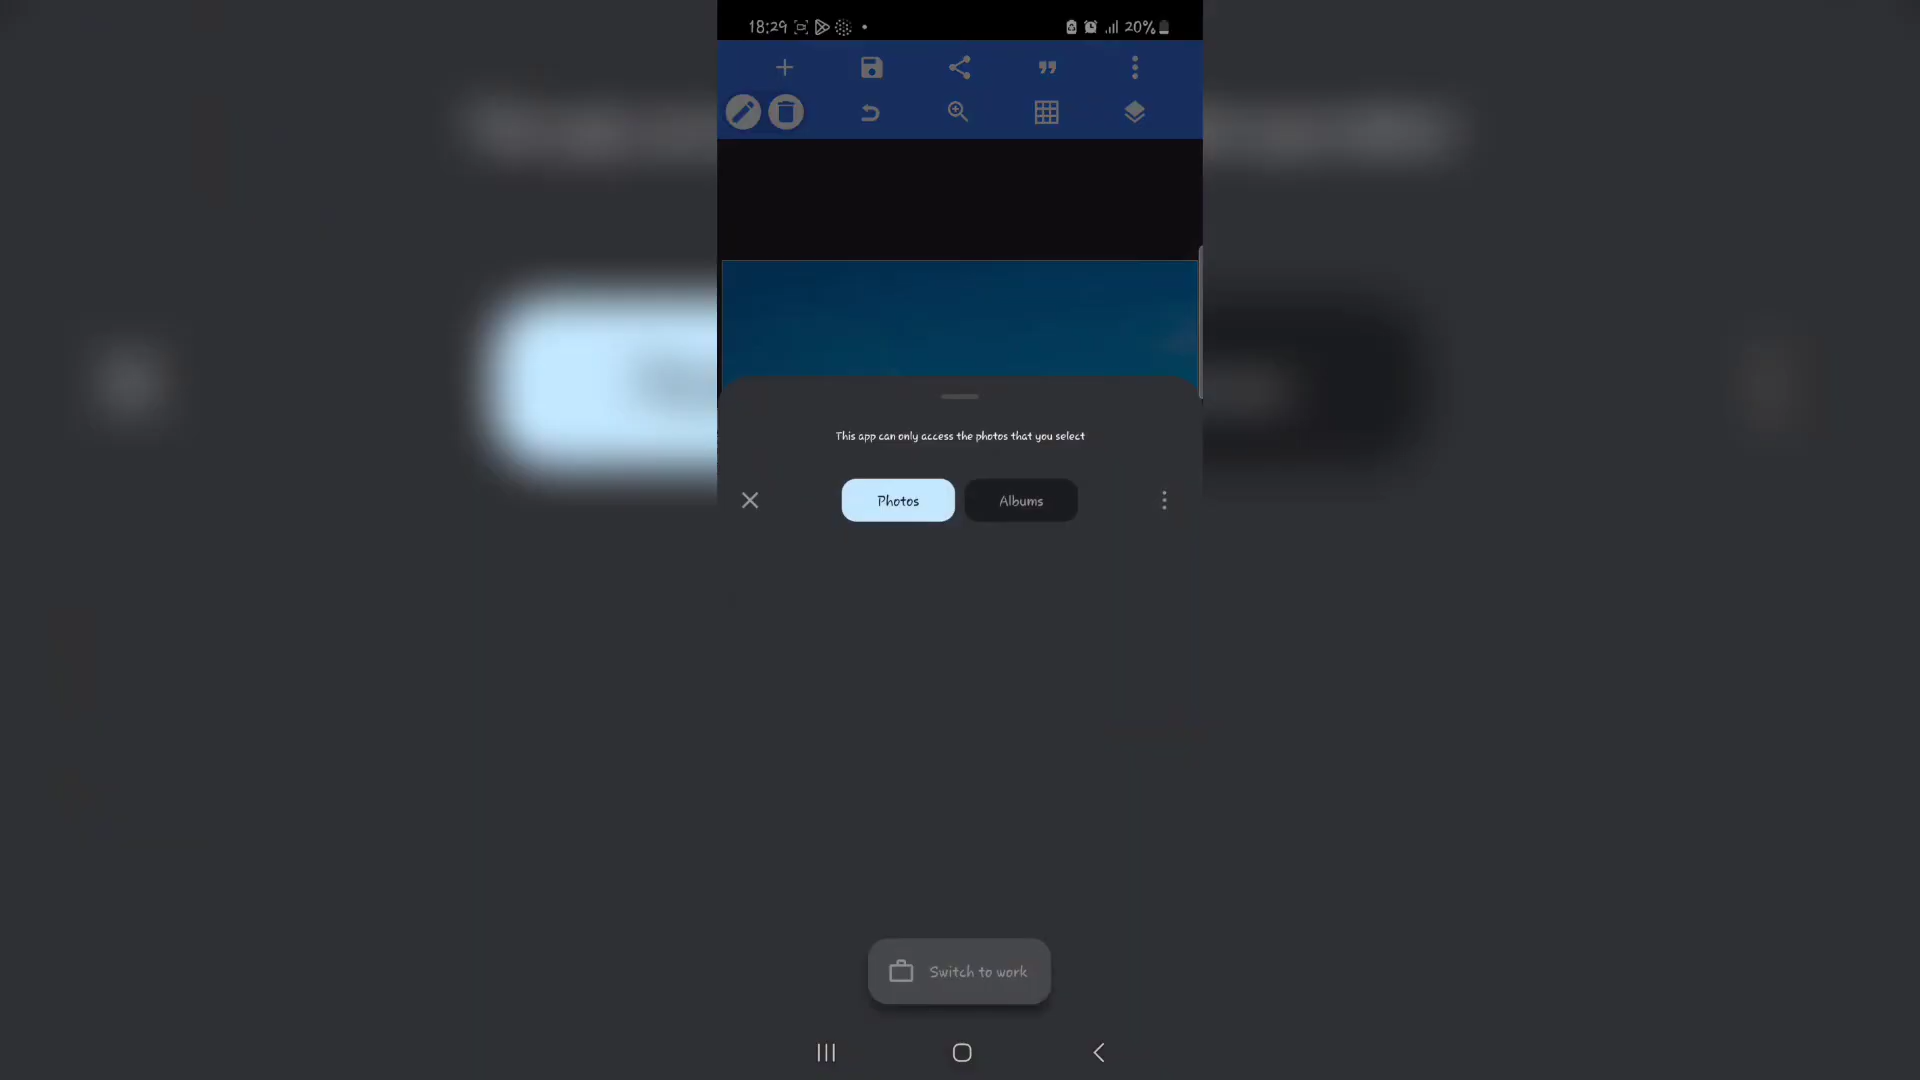 18:29
20%
This app can only access the photos that you select
Photos
Albums
Switch to work